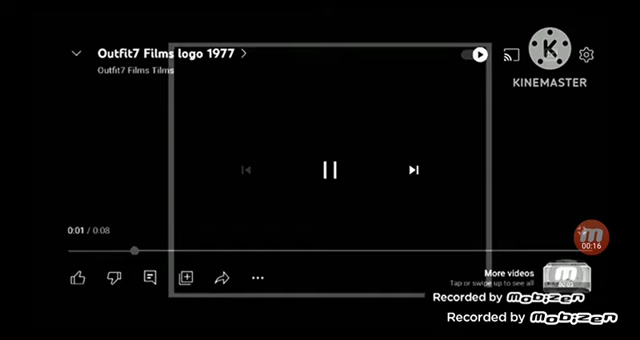 Outfit7 Films logo 1977
Outfit7 Films Tilms
K
KINEMASTER
0:01 / 0:08
00:16
More videos
Tap or swipe up to see all
Recorded by Mobizen
Recorded by Mobizen